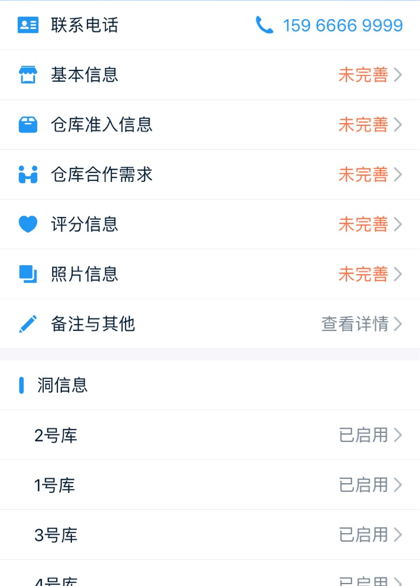 联系电话 159 6666 9999
基本信息 未完善
仓库准入信息 未完善
仓库合作需求 未完善
评分信息 未完善
照片信息 未完善
备注与其他 查看详情
洞信息
2号库 已启用
1号库 已启用
3号库 已启用
4号库 已启用